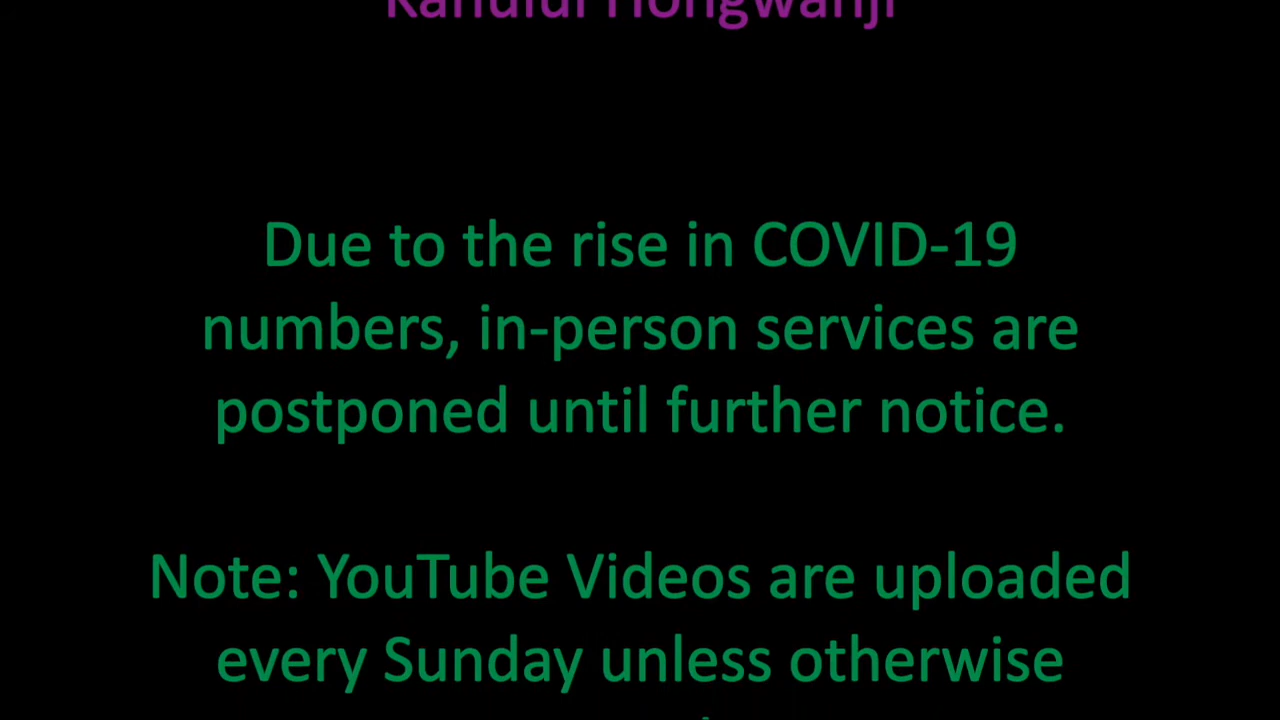 Hongwanji
Due to the rise in COVID-19
numbers, in-person services are
postponed until further notice.
Note: YouTube Videos are uploaded
every Sunday unless otherwise